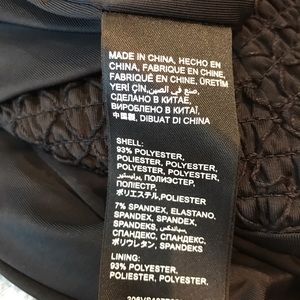 MADE IN CHINA, HECHO EN
CHINA, FABRIQUE EN CHINE,
FABRIQUÉ EN CHINE, ÜRETİM
YERİ ÇİN, صنع في الصين,
СДЕЛАНО В КИТАЕ,
ВИРОБЛЕНО В КИТАЇ,
中国製, DIBUAT DI CHINA
SHELL:
93% POLYESTER,
POLIESTER, POLYESTER,
POLYESTER, POLYESTER,
بوليستر, ПОЛИЭСТЕР,
ПОЛІЕСТЕР,
ポリエステル, POLIESTER
7% SPANDEX, ELASTANO,
SPANDEX, SPANDEKS,
SPANDEKS, سباندكس,
СПАНДЕКС, СПАНДЕКС,
ポリウレタン, SPANDEKS
LINING:
93% POLYESTER,
POLIESTER, POLYESTER,